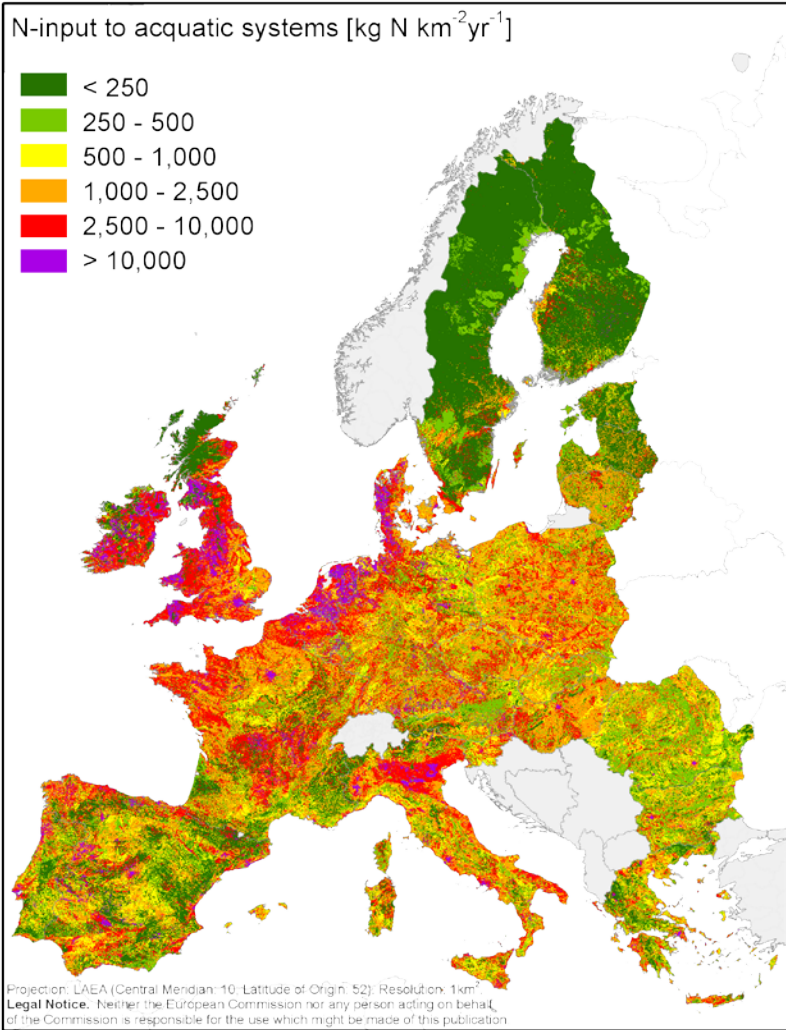 N-input to acquatic systems [kg N km⁻²yr⁻¹]
< 250
250 - 500
500 - 1,000
1,000 - 2,500
2,500 - 10,000
> 10,000
Projection: LAEA (Central Meridian: 10. Latitude of Origin: 52). Resolution: 1km²
Legal Notice. Neither the European Commission nor any person acting on behalf
of the Commission is responsible for the use which might be made of this publication.